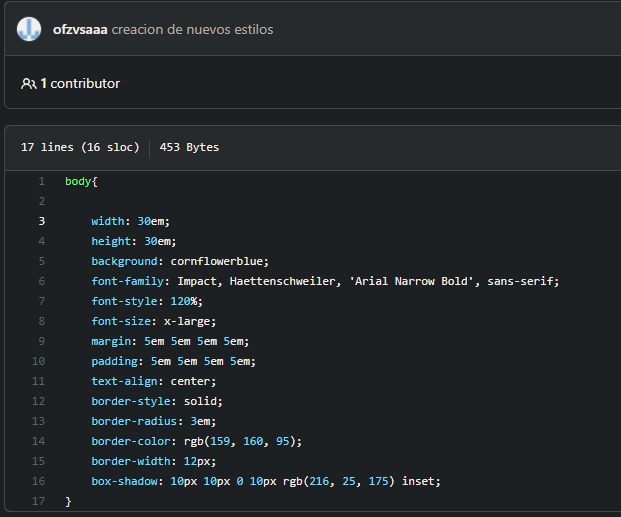 ofzvsaaa creacion de nuevos estilos
1 contributor
17 lines (16 sloc) 453 Bytes
1 body{
2
3 width: 30em;
4 height: 30em;
5 background: cornflowerblue;
6 font-family: Impact, Haettenschweiler, 'Arial Narrow Bold', sans-serif;
7 font-style: 120%;
8 font-size: x-large;
9 margin: 5em 5em 5em 5em;
10 padding: 5em 5em 5em 5em;
11 text-align: center;
12 border-style: solid;
13 border-radius: 3em;
14 border-color: rgb(159, 160, 95);
15 border-width: 12px;
16 box-shadow: 10px 10px 0 10px rgb(216, 25, 175) inset;
17 }